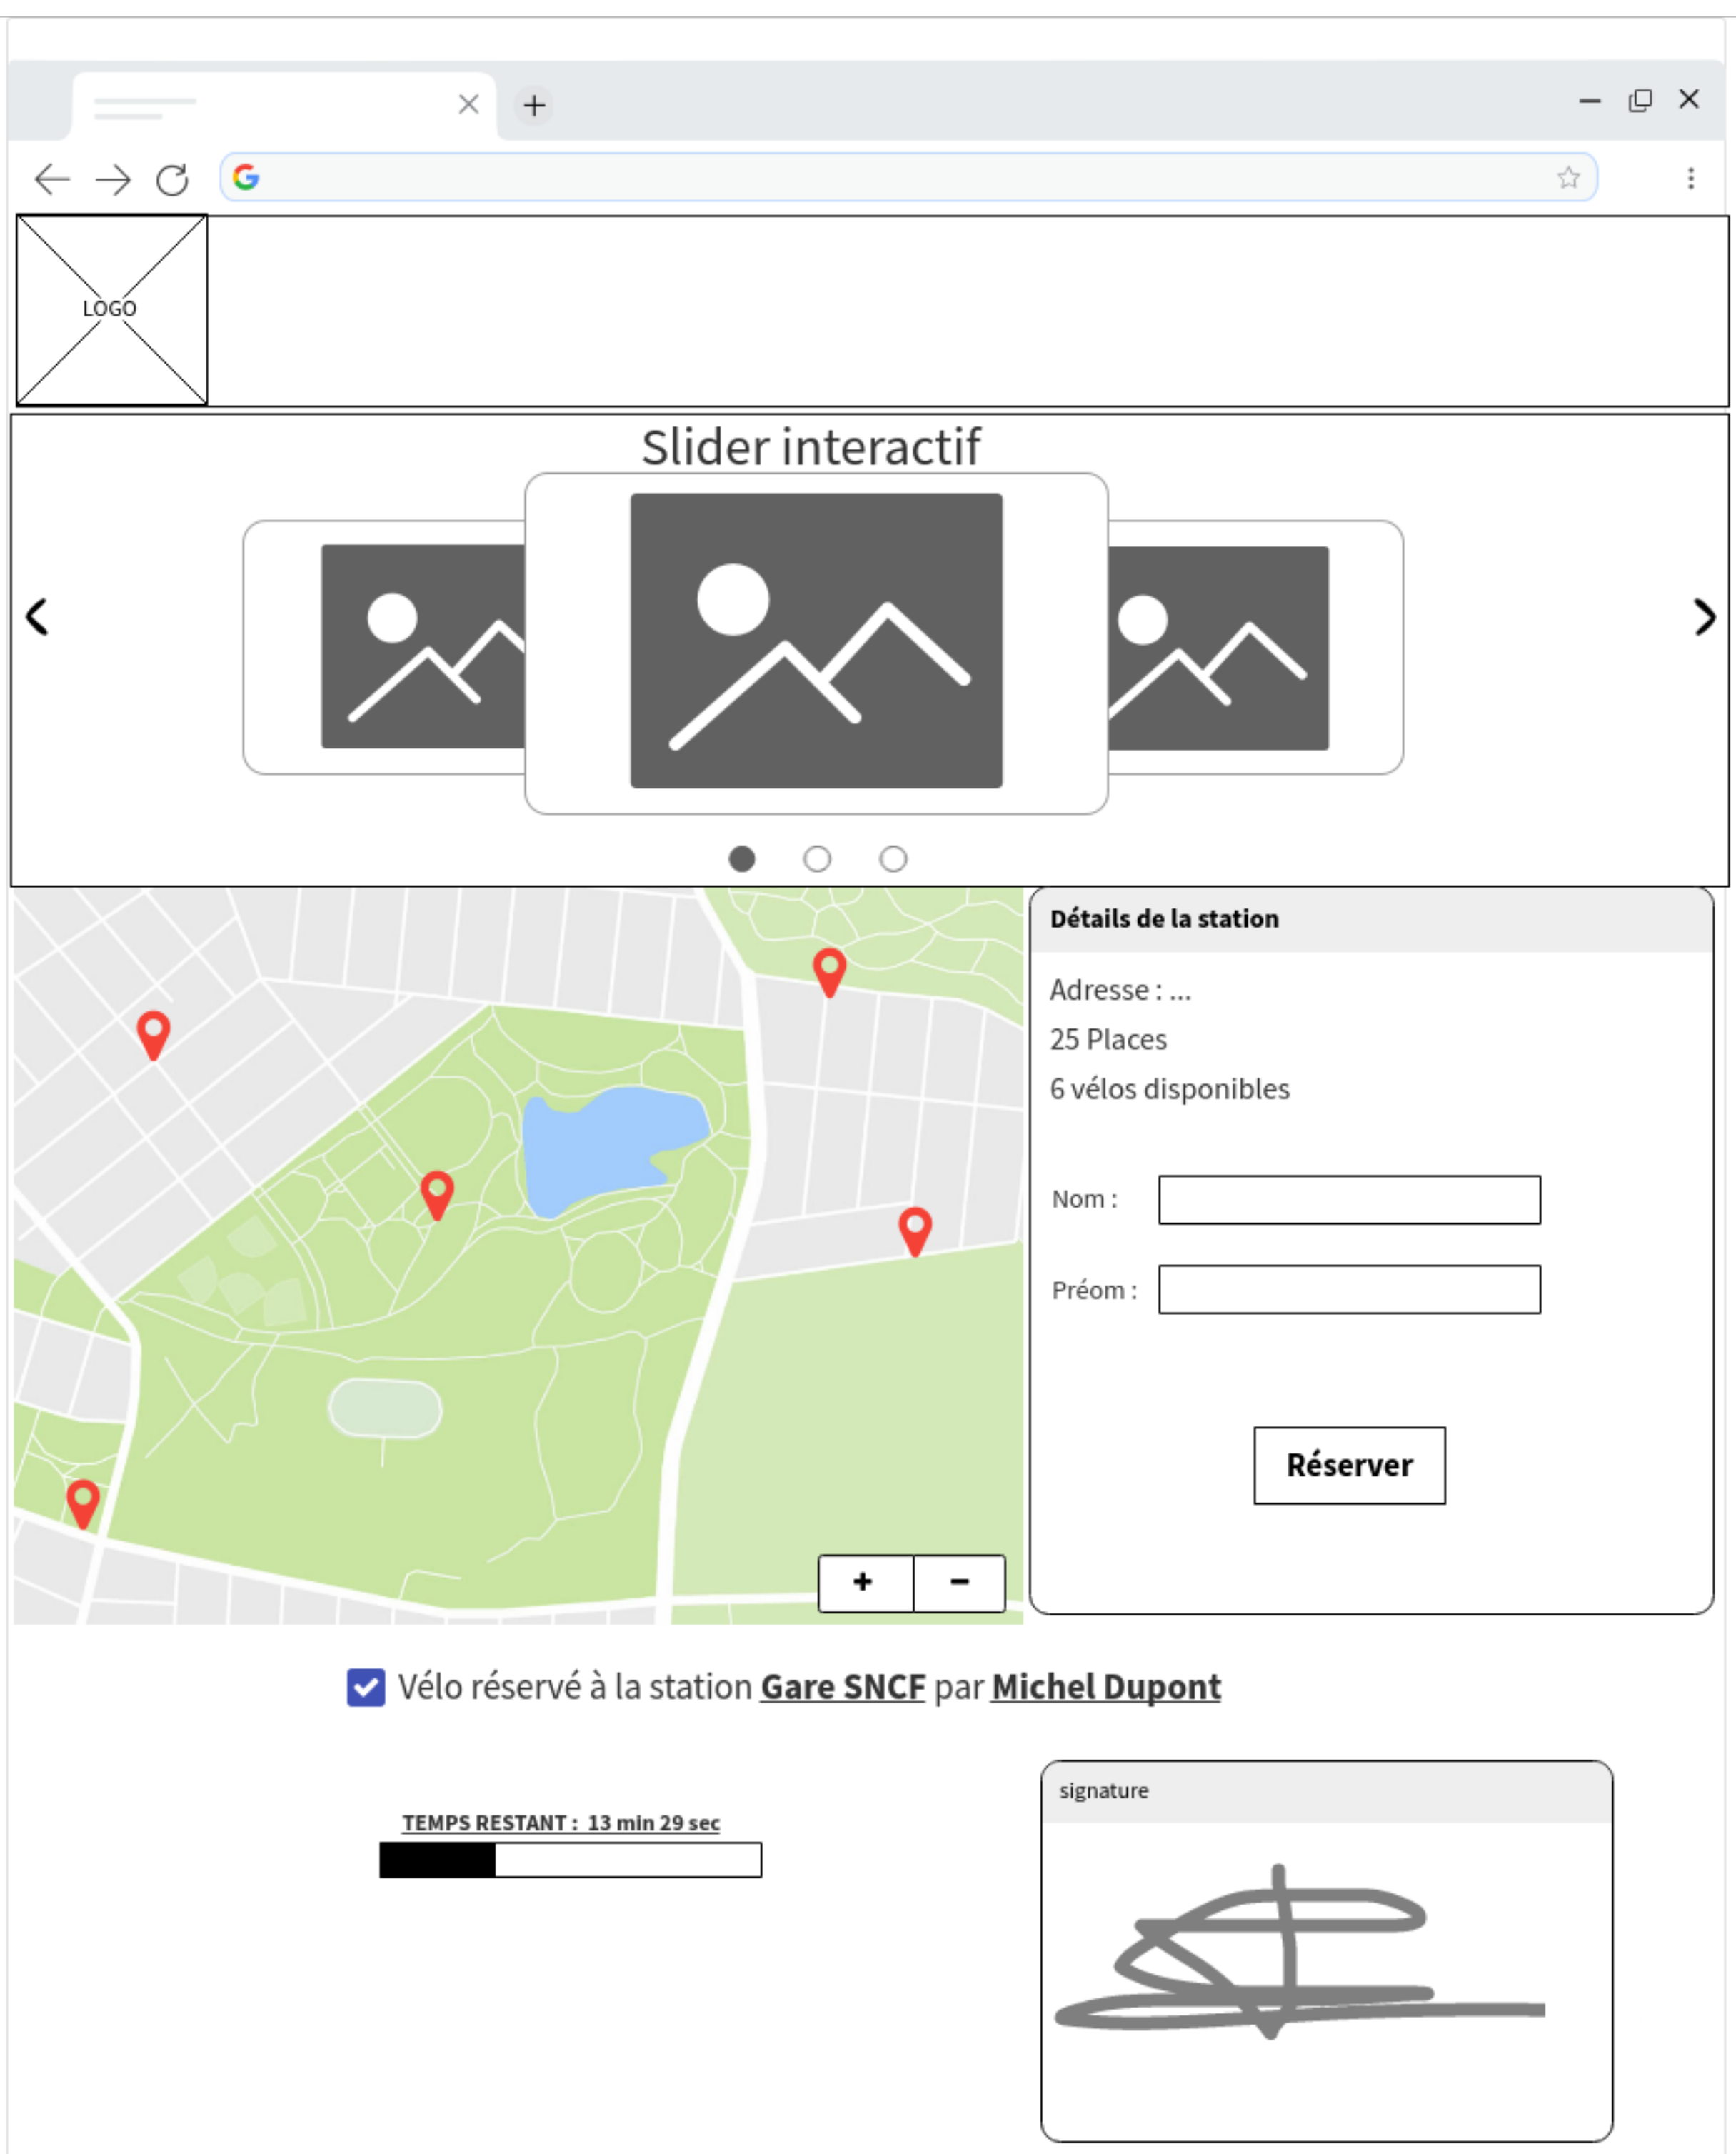 LOGO
Slider interactif
Détails de la station
Adresse : ...
25 Places
6 vélos disponibles
Nom :
Préom :
Réserver
+ −
Vélo réservé à la station Gare SNCF par Michel Dupont
TEMPS RESTANT : 13 min 29 sec
signature